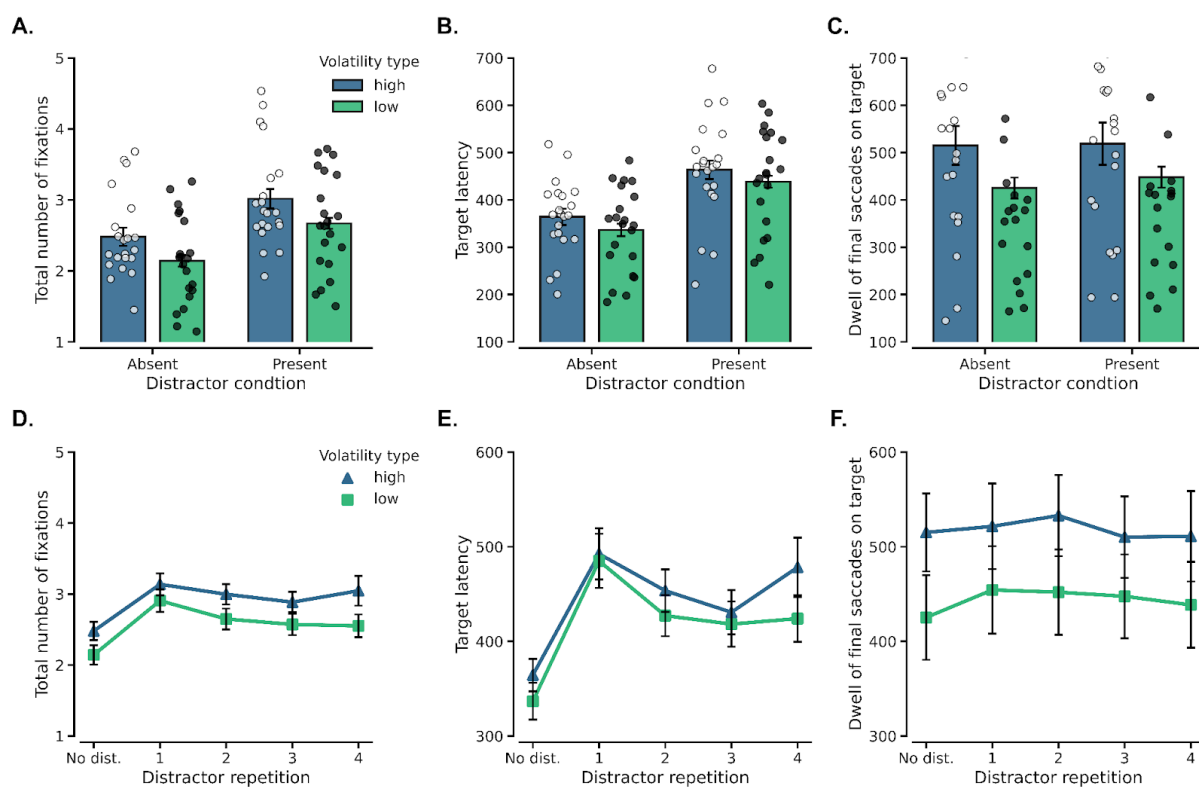 A.
Total number of fixations
5
4
3
2
1
Volatility type
high
low
Absent
Present
Distractor condtion
B.
Target latency
700
600
500
400
300
200
100
Absent
Present
Distractor condtion
C.
Dwell of final saccades on target
700
600
500
400
300
200
100
Absent
Present
Distractor condtion
D.
Total number of fixations
5
4
3
2
1
Volatility type
high
low
No dist.
1
2
3
4
Distractor repetition
E.
Target latency
600
500
400
300
No dist.
1
2
3
4
Distractor repetition
F.
Dwell of final saccades on target
600
500
400
300
No dist.
1
2
3
4
Distractor repetition